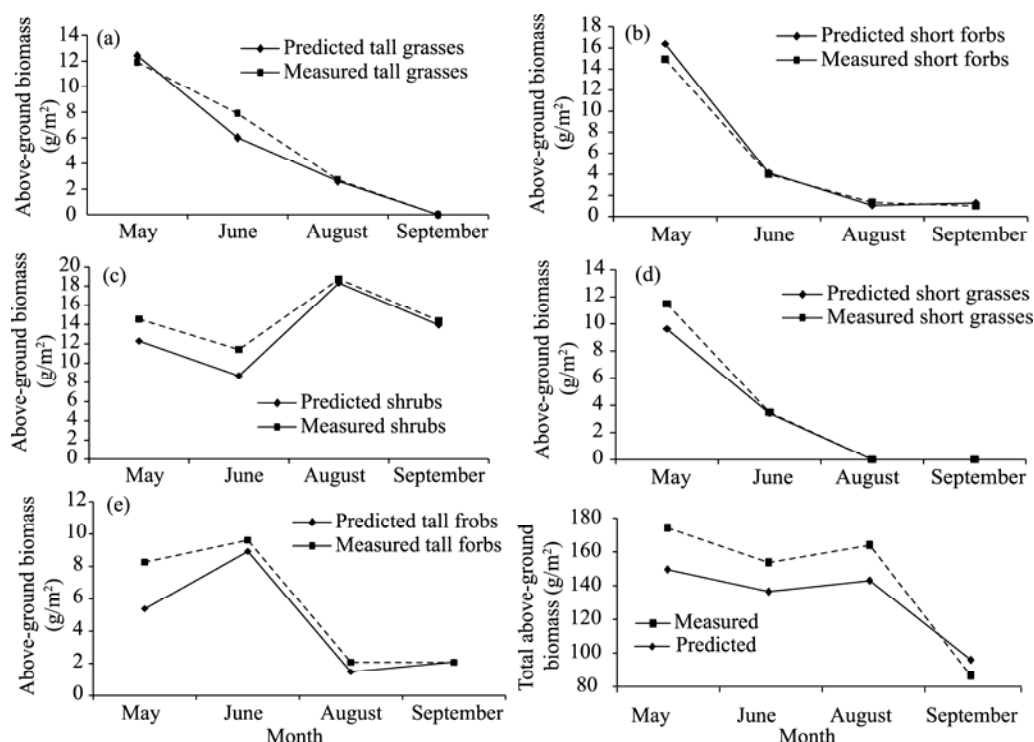 (a)
Predicted tall grasses
Measured tall grasses
Above-ground biomass
(g/m²)
14
12
10
8
6
4
2
0
May June August September
(b)
Predicted short forbs
Measured short forbs
Above-ground biomass
(g/m²)
18
16
14
12
10
8
6
4
2
0
May June August September
(c)
Predicted shrubs
Measured shrubs
Above-ground biomass
(g/m²)
20
18
16
14
12
10
8
6
4
2
0
May June August September
(d)
Predicted short grasses
Measured short grasses
Above-ground biomass
(g/m²)
14
12
10
8
6
4
2
0
May June August September
(e)
Predicted tall frobs
Measured tall forbs
Above-ground biomass
(g/m²)
12
10
8
6
4
2
0
May June August September
Month
Total above-ground
biomass (g/m²)
180
160
140
120
100
80
Measured
Predicted
May June August September
Month